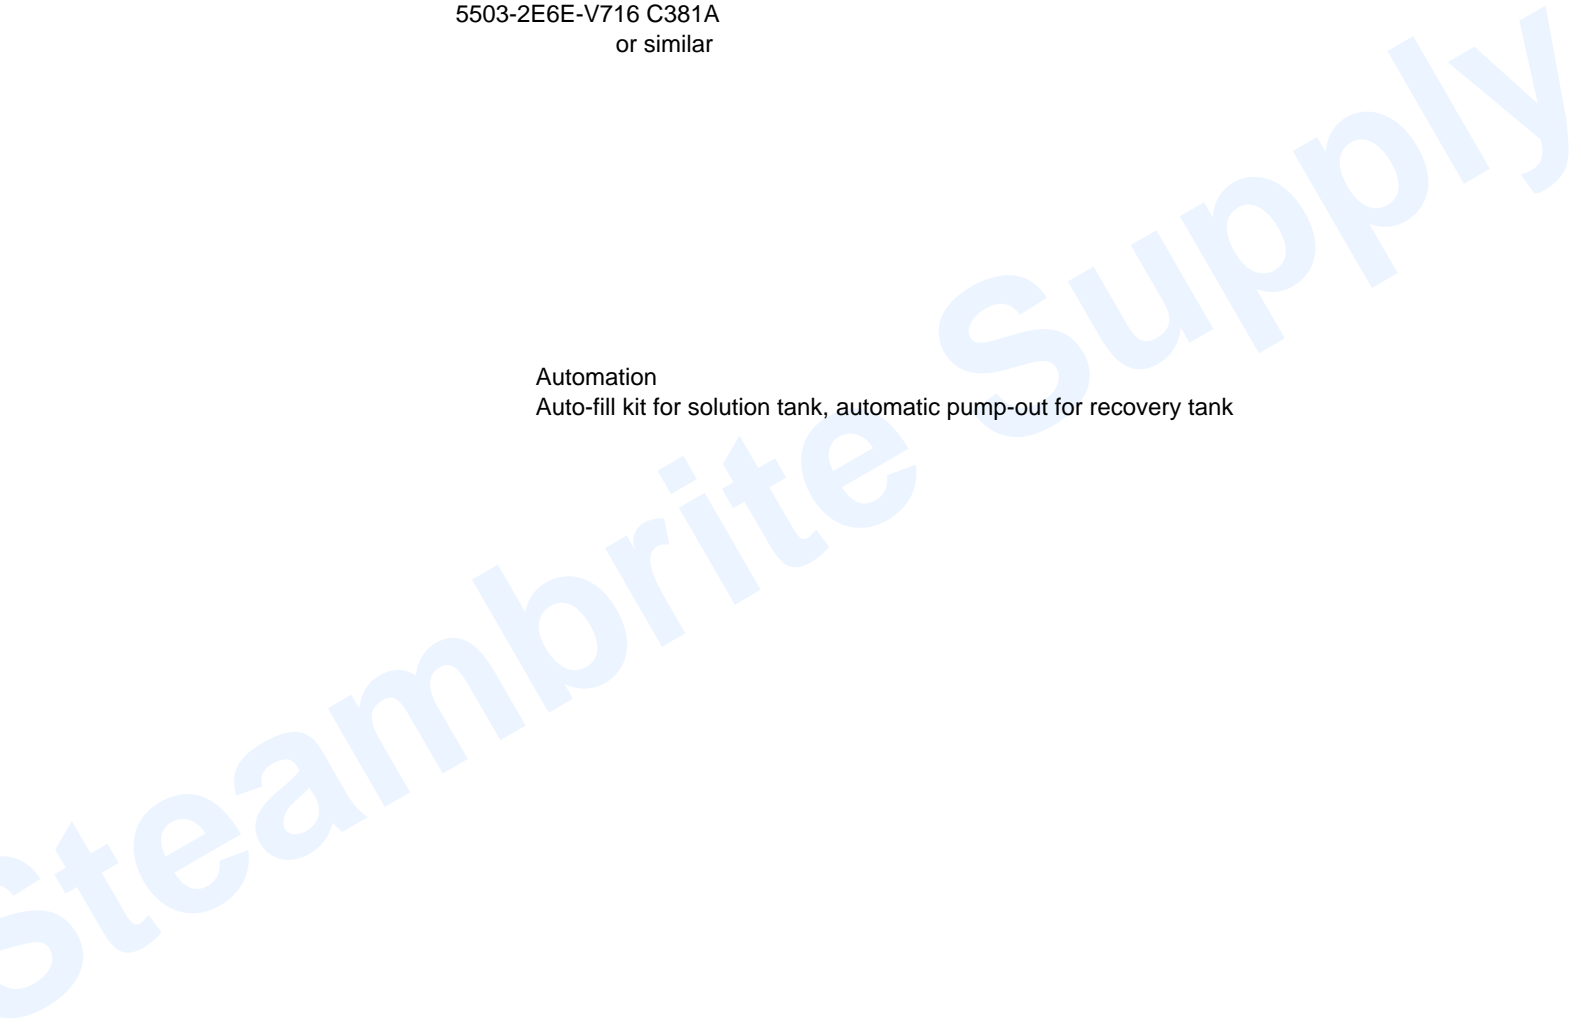 5503-2E6E-V716 C381A
or similar
Automation
Auto-fill kit for solution tank, automatic pump-out for recovery tank
Steambrite Supply